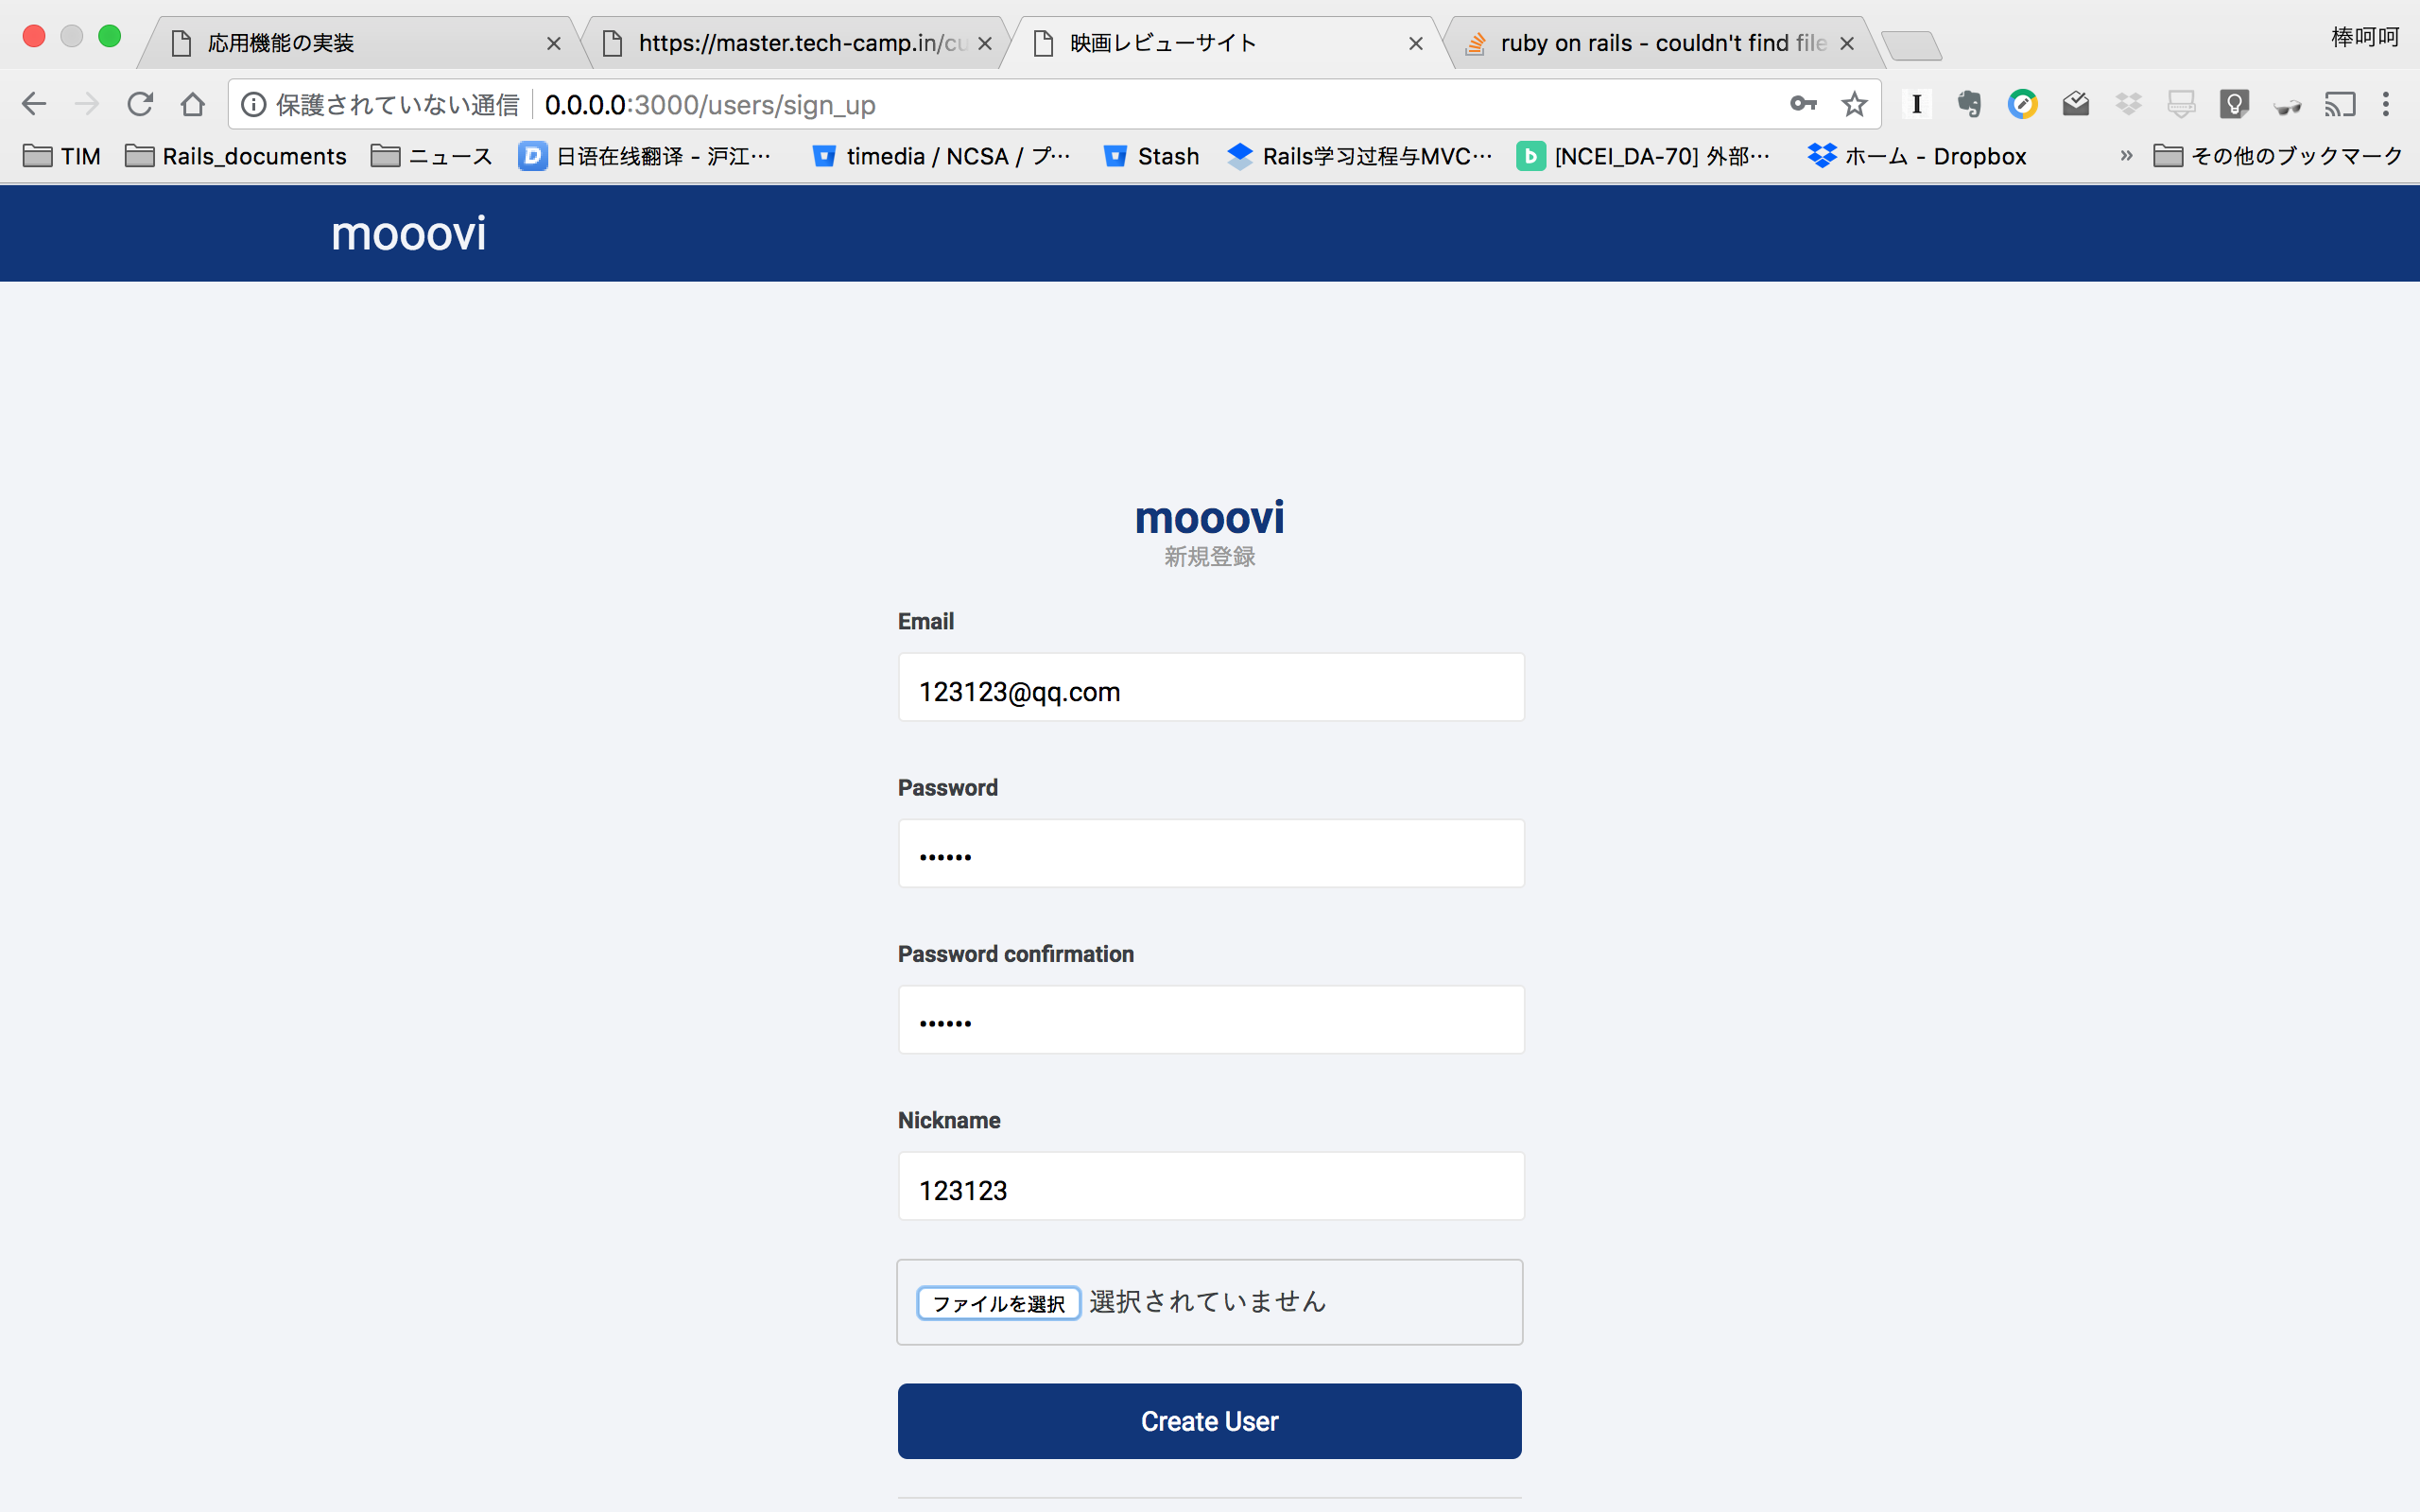 応用機能の実装
https://master.tech-camp.in/cu
映画レビューサイト
ruby on rails - couldn't find file
棒呵呵
保護されていない通信 0.0.0.0:3000/users/sign_up
TIM
Rails_documents
ニュース
日语在线翻译 - 沪江…
timedia / NCSA / プ…
Stash
Rails学习过程与MVC…
[NCEI_DA-70] 外部…
ホーム - Dropbox
»
その他のブックマーク
mooovi
mooovi
新規登録
Email
123123@qq.com
Password
••••••
Password confirmation
••••••
Nickname
123123
ファイルを選択 選択されていません
Create User